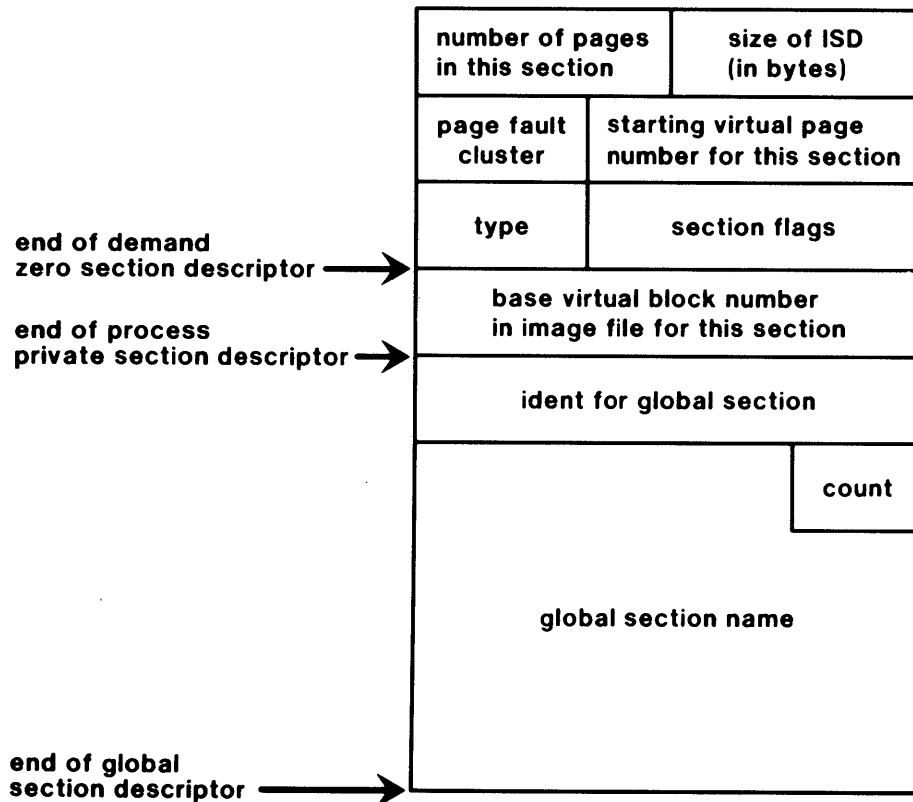 number of pages
in this section
size of ISD
(in bytes)
page fault
cluster
starting virtual page
number for this section
type
section flags
end of demand
zero section descriptor
base virtual block number
in image file for this section
end of process
private section descriptor
ident for global section
count
global section name
end of global
section descriptor